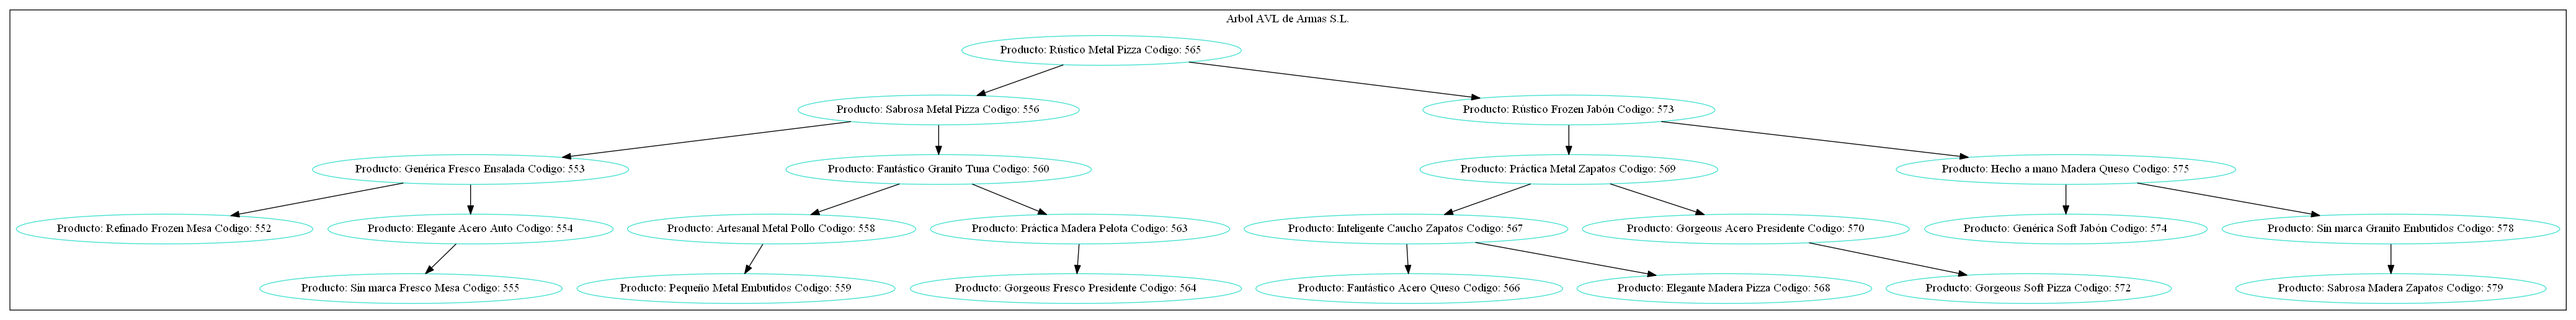 Arbol AVL de Armas S.L.
Producto: Rústico Metal Pizza Codigo: 565
Producto: Sabrosa Metal Pizza Codigo: 556
Producto: Rústico Frozen Jabón Codigo: 573
Producto: Genérica Fresco Ensalada Codigo: 553
Producto: Fantástico Granito Tuna Codigo: 560
Producto: Práctica Metal Zapatos Codigo: 569
Producto: Hecho a mano Madera Queso Codigo: 575
Producto: Refinado Frozen Mesa Codigo: 552
Producto: Elegante Acero Auto Codigo: 554
Producto: Artesanal Metal Pollo Codigo: 558
Producto: Práctica Madera Pelota Codigo: 563
Producto: Inteligente Caucho Zapatos Codigo: 567
Producto: Gorgeous Acero Presidente Codigo: 570
Producto: Genérica Soft Jabón Codigo: 574
Producto: Sin marca Granito Embutidos Codigo: 578
Producto: Sin marca Fresco Mesa Codigo: 555
Producto: Pequeño Metal Embutidos Codigo: 559
Producto: Gorgeous Fresco Presidente Codigo: 564
Producto: Fantástico Acero Queso Codigo: 566
Producto: Elegante Madera Pizza Codigo: 568
Producto: Gorgeous Soft Pizza Codigo: 572
Producto: Sabrosa Madera Zapatos Codigo: 579